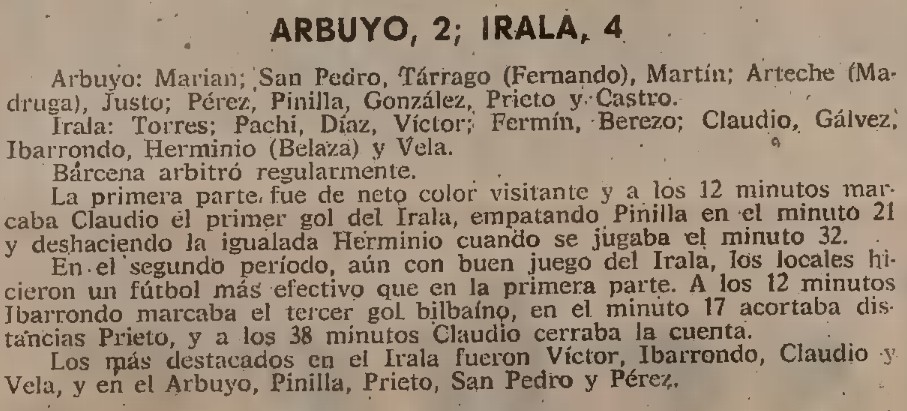 ARBUYO, 2; IRALA, 4
Arbuyo: Marian; San Pedro, Tárrago (Fernando), Martín; Arteche (Ma-
druga), Justo; Pérez, Pinilla, González, Prieto y Castro.
Irala: Torres; Pachi, Díaz, Víctor; Fermín, Berezo; Claudio, Gálvez,
Ibarrondo, Herminio (Belaza) y Vela.
Bárcena arbitró regularmente.
La primera parte fue de neto color visitante y a los 12 minutos mar-
caba Claudio el primer gol del Irala, empatando Pinilla en el minuto 21
y deshaciendo la igualada Herminio cuando se jugaba el minuto 32.
En el segundo período, aún con buen juego del Irala, los locales hi-
cieron un fútbol más efectivo que en la primera parte. A los 12 minutos
Ibarrondo marcaba el tercer gol bilbaíno, en el minuto 17 acortaba dis-
tancias Prieto, y a los 38 minutos Claudio cerraba la cuenta.
Los más destacados en el Irala fueron Víctor, Ibarrondo, Claudio y
Vela, y en el Arbuyo, Pinilla, Prieto, San Pedro y Pérez.